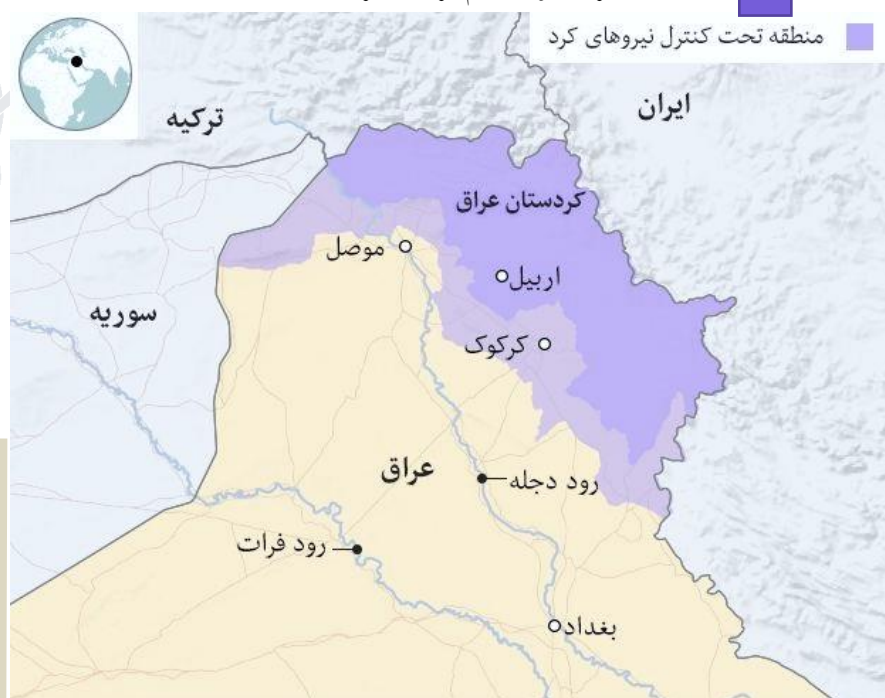 منطقه تحت کنترل نیروهای کرد
ایران
ترکیه
کردستان عراق
موصل
اربیل
سوریه
کرکوک
عراق
رود دجله
رود فرات
بغداد